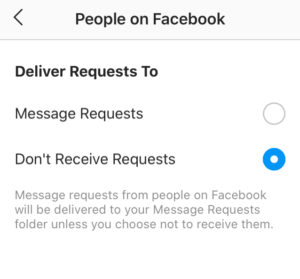 People on Facebook
Deliver Requests To
Message Requests
Don't Receive Requests
Message requests from people on Facebook
will be delivered to your Message Requests
folder unless you choose not to receive them.